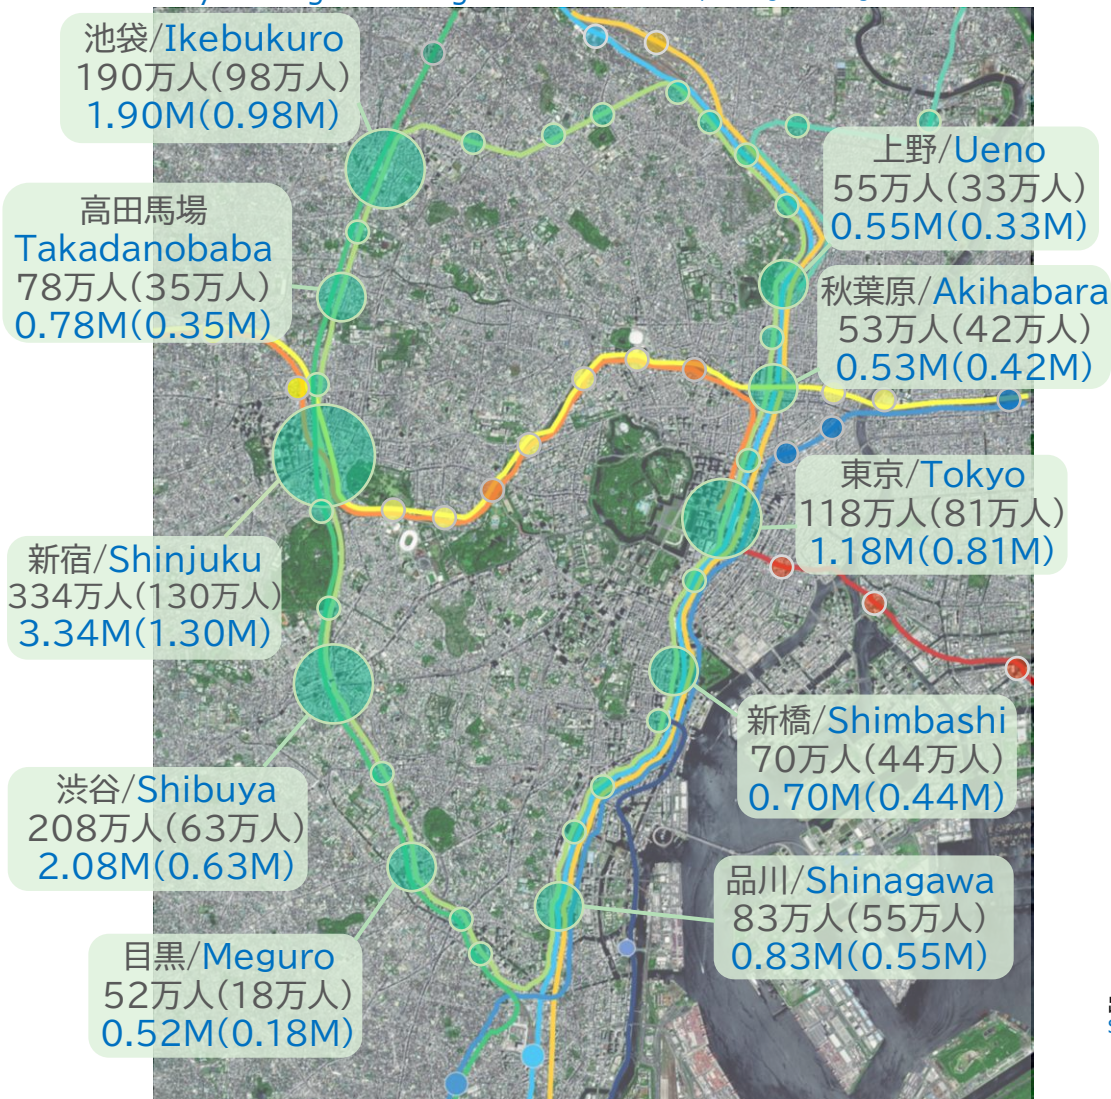 池袋/Ikebukuro
190万人(98万人)
1.90M(0.98M)
上野/Ueno
55万人(33万人)
0.55M(0.33M)
高田馬場
Takadanobaba
78万人(35万人)
0.78M(0.35M)
秋葉原/Akihabara
53万人(42万人)
0.53M(0.42M)
東京/Tokyo
118万人(81万人)
1.18M(0.81M)
新宿/Shinjuku
334万人(130万人)
3.34M(1.30M)
新橋/Shimbashi
70万人(44万人)
0.70M(0.44M)
渋谷/Shibuya
208万人(63万人)
2.08M(0.63M)
品川/Shinagawa
83万人(55万人)
0.83M(0.55M)
目黒/Meguro
52万人(18万人)
0.52M(0.18M)